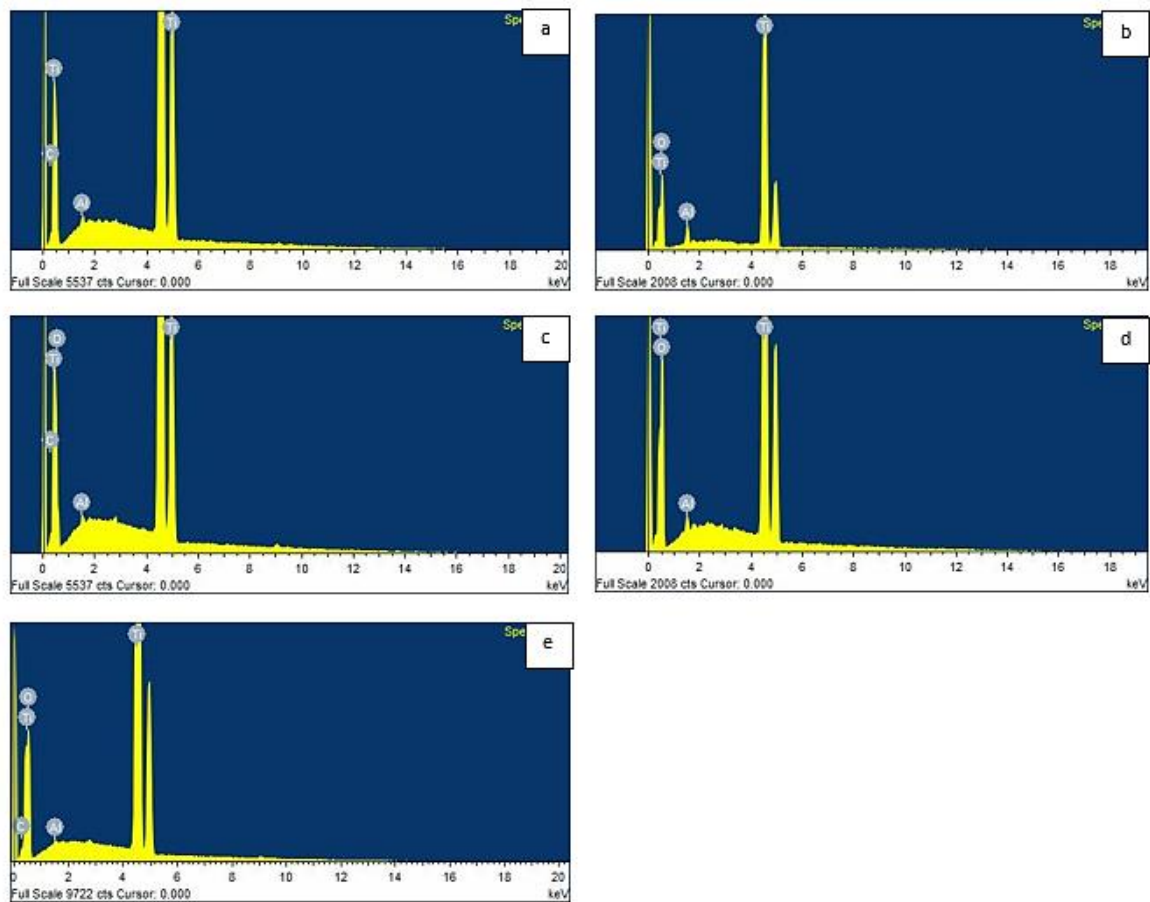 Spe
a
Ti
Ti
C
Al
0 2 4 6 8 10 12 14 16 18 20
Full Scale 5537 cts Cursor: 0.000
keV
Spe
b
Ti
O
Ti
Al
0 2 4 6 8 10 12 14 16 18
Full Scale 2008 cts Cursor: 0.000
keV
Spe
c
O
Ti
Ti
C
Al
0 2 4 6 8 10 12 14 16 18 20
Full Scale 5537 cts Cursor: 0.000
keV
Spe
d
Ti
Ti
O
Al
0 2 4 6 8 10 12 14 16 18
Full Scale 2008 cts Cursor: 0.000
keV
Spe
e
Ti
O
Ti
C
Al
0 2 4 6 8 10 12 14 16 18 20
Full Scale 9722 cts Cursor: 0.000
keV